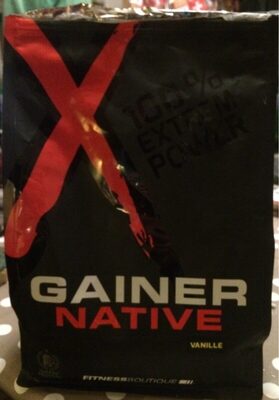 X
100%
EXTREM
POWER
GAINER
NATIVE
VANILLE
FITNESSBOUTIQUE